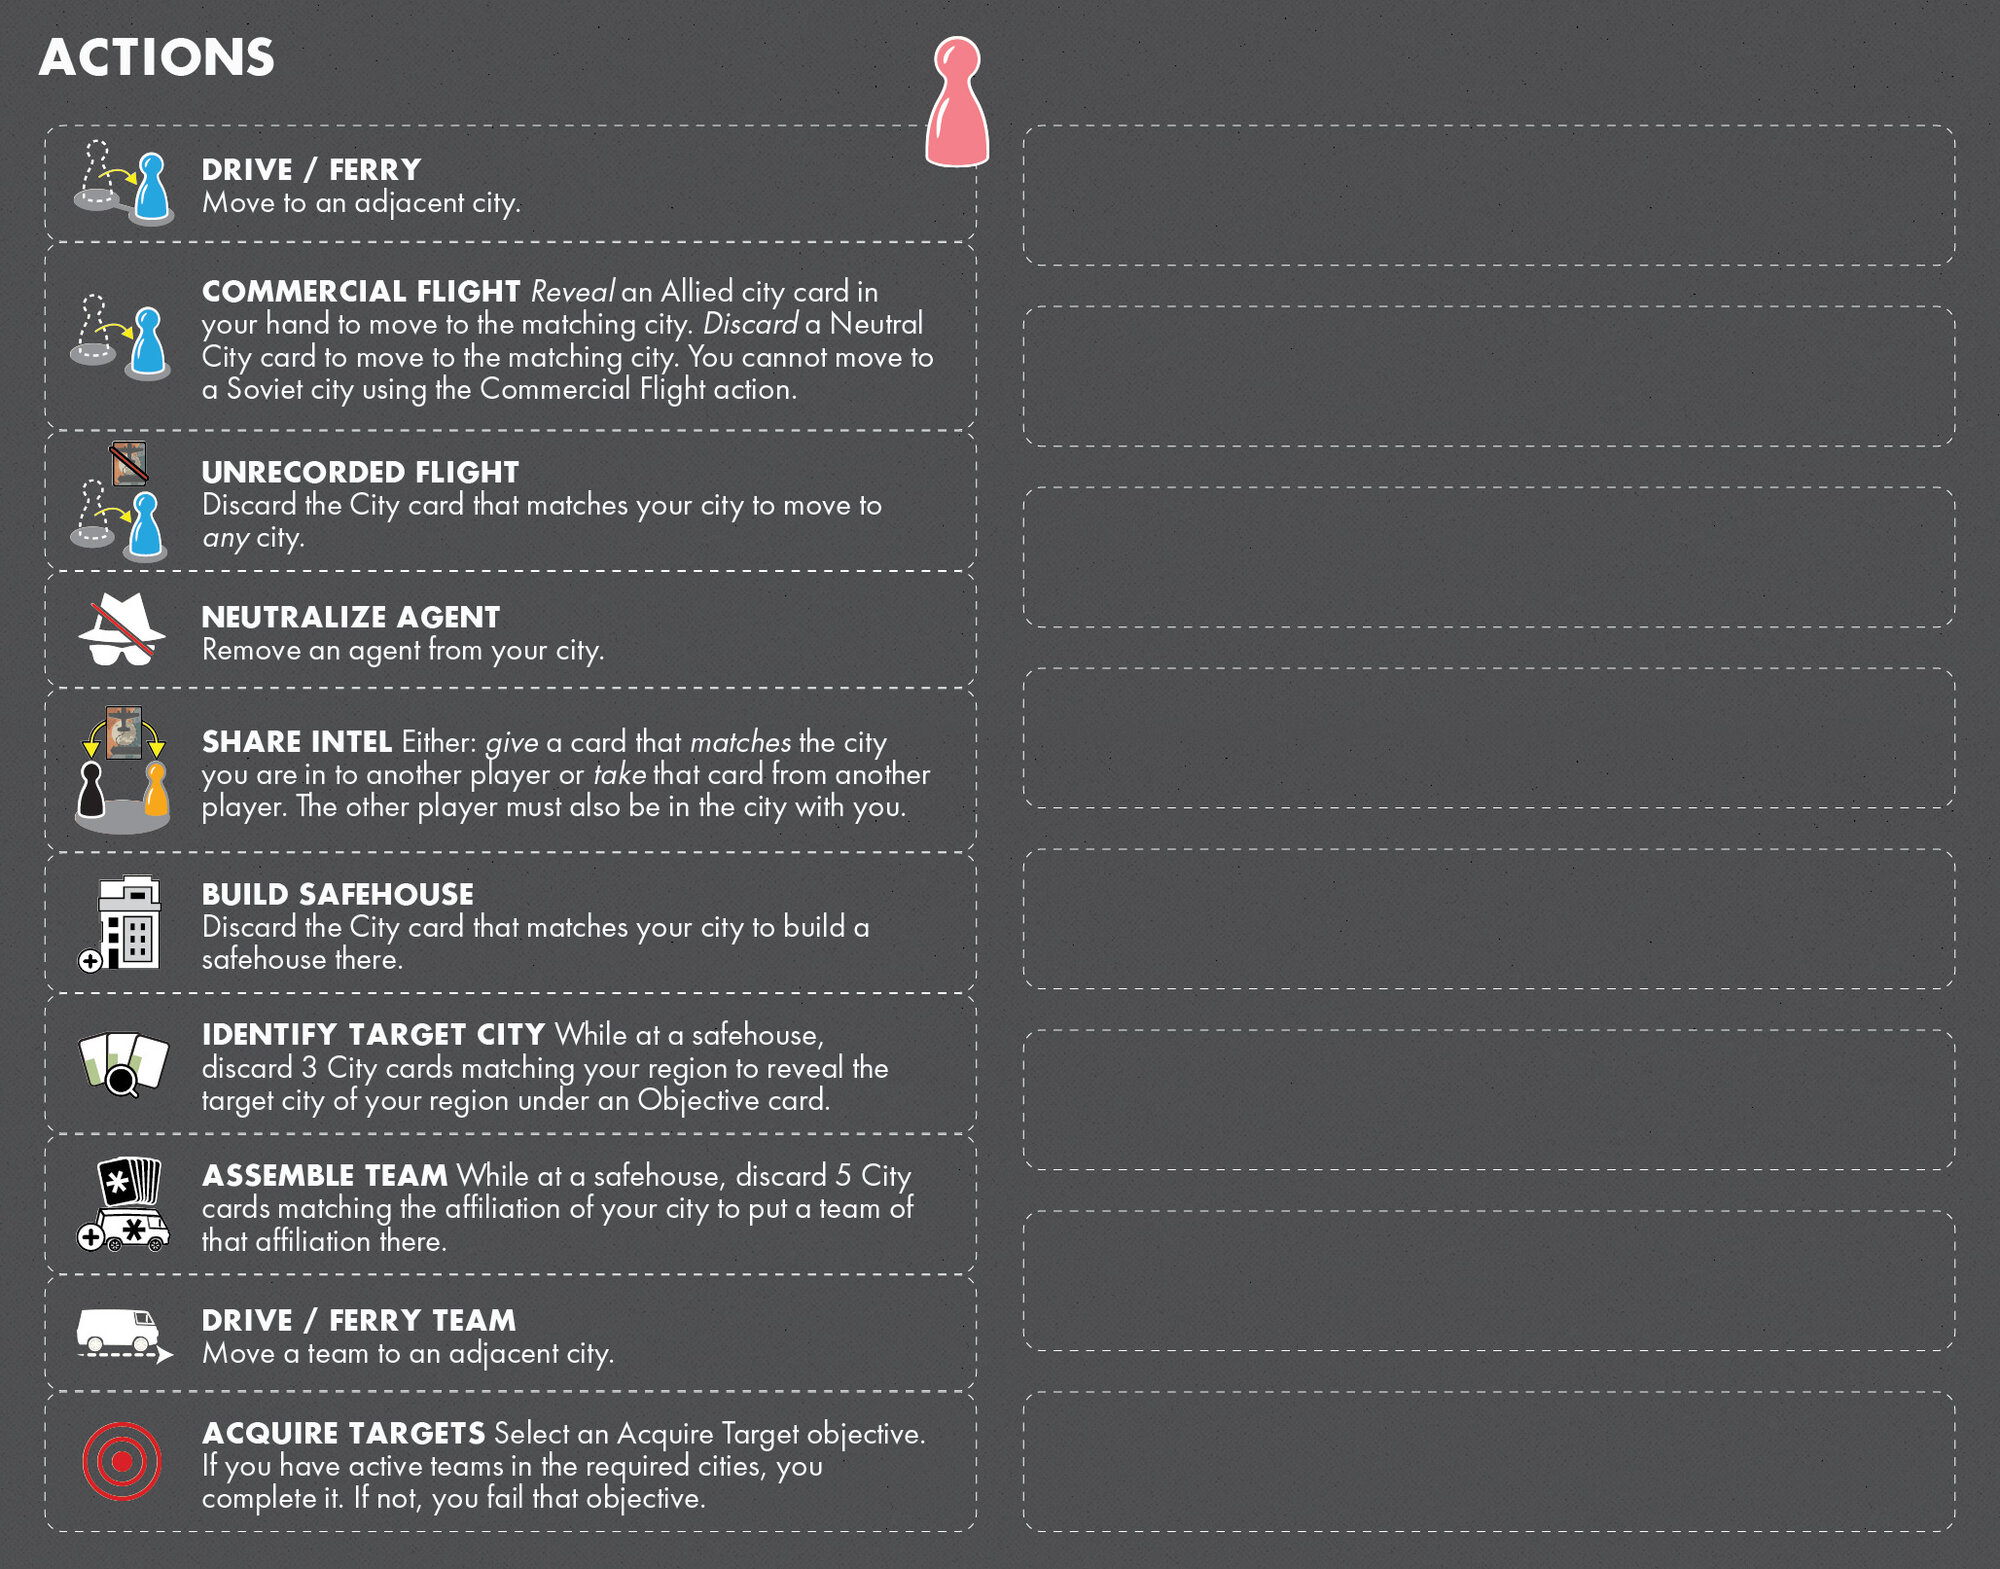 ACTIONS
DRIVE / FERRY
Move to an adjacent city.
COMMERCIAL FLIGHT Reveal an Allied city card in
your hand to move to the matching city. Discard a Neutral
City card to move to the matching city. You cannot move to
a Soviet city using the Commercial Flight action.
UNRECORDED FLIGHT
Discard the City card that matches your city to move to
any city.
NEUTRALIZE AGENT
Remove an agent from your city.
SHARE INTEL Either: give a card that matches the city
you are in to another player or take that card from another
player. The other player must also be in the city with you.
BUILD SAFEHOUSE
Discard the City card that matches your city to build a
safehouse there.
IDENTIFY TARGET CITY While at a safehouse,
discard 3 City cards matching your region to reveal the
target city of your region under an Objective card.
ASSEMBLE TEAM While at a safehouse, discard 5 City
cards matching the affiliation of your city to put a team of
that affiliation there.
DRIVE / FERRY TEAM
Move a team to an adjacent city.
ACQUIRE TARGETS Select an Acquire Target objective.
If you have active teams in the required cities, you
complete it. If not, you fail that objective.